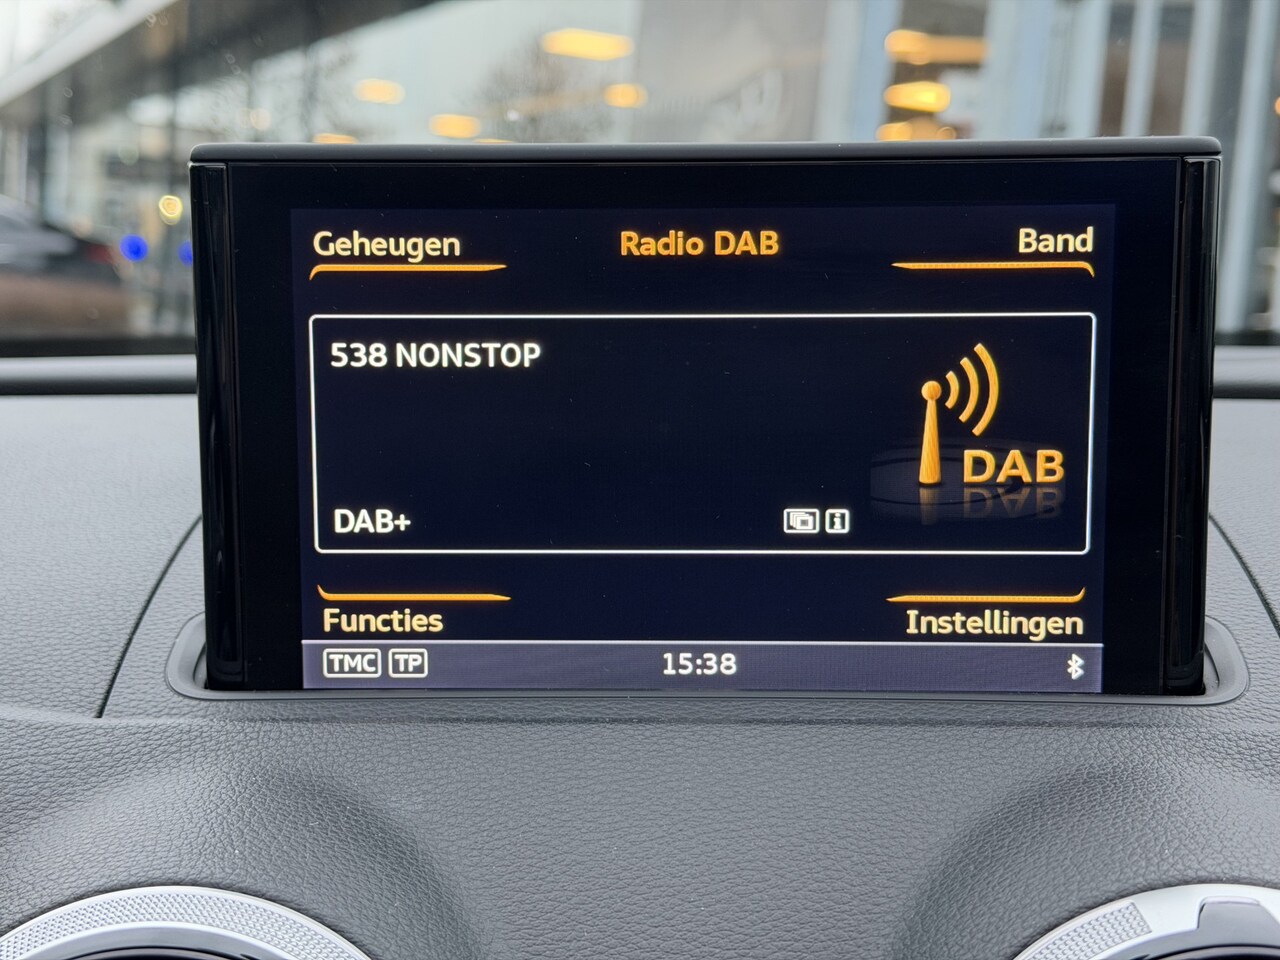 Geheugen Radio DAB Band
538 NONSTOP
DAB
DAB+
Functies Instellingen
TMC TP 15:38